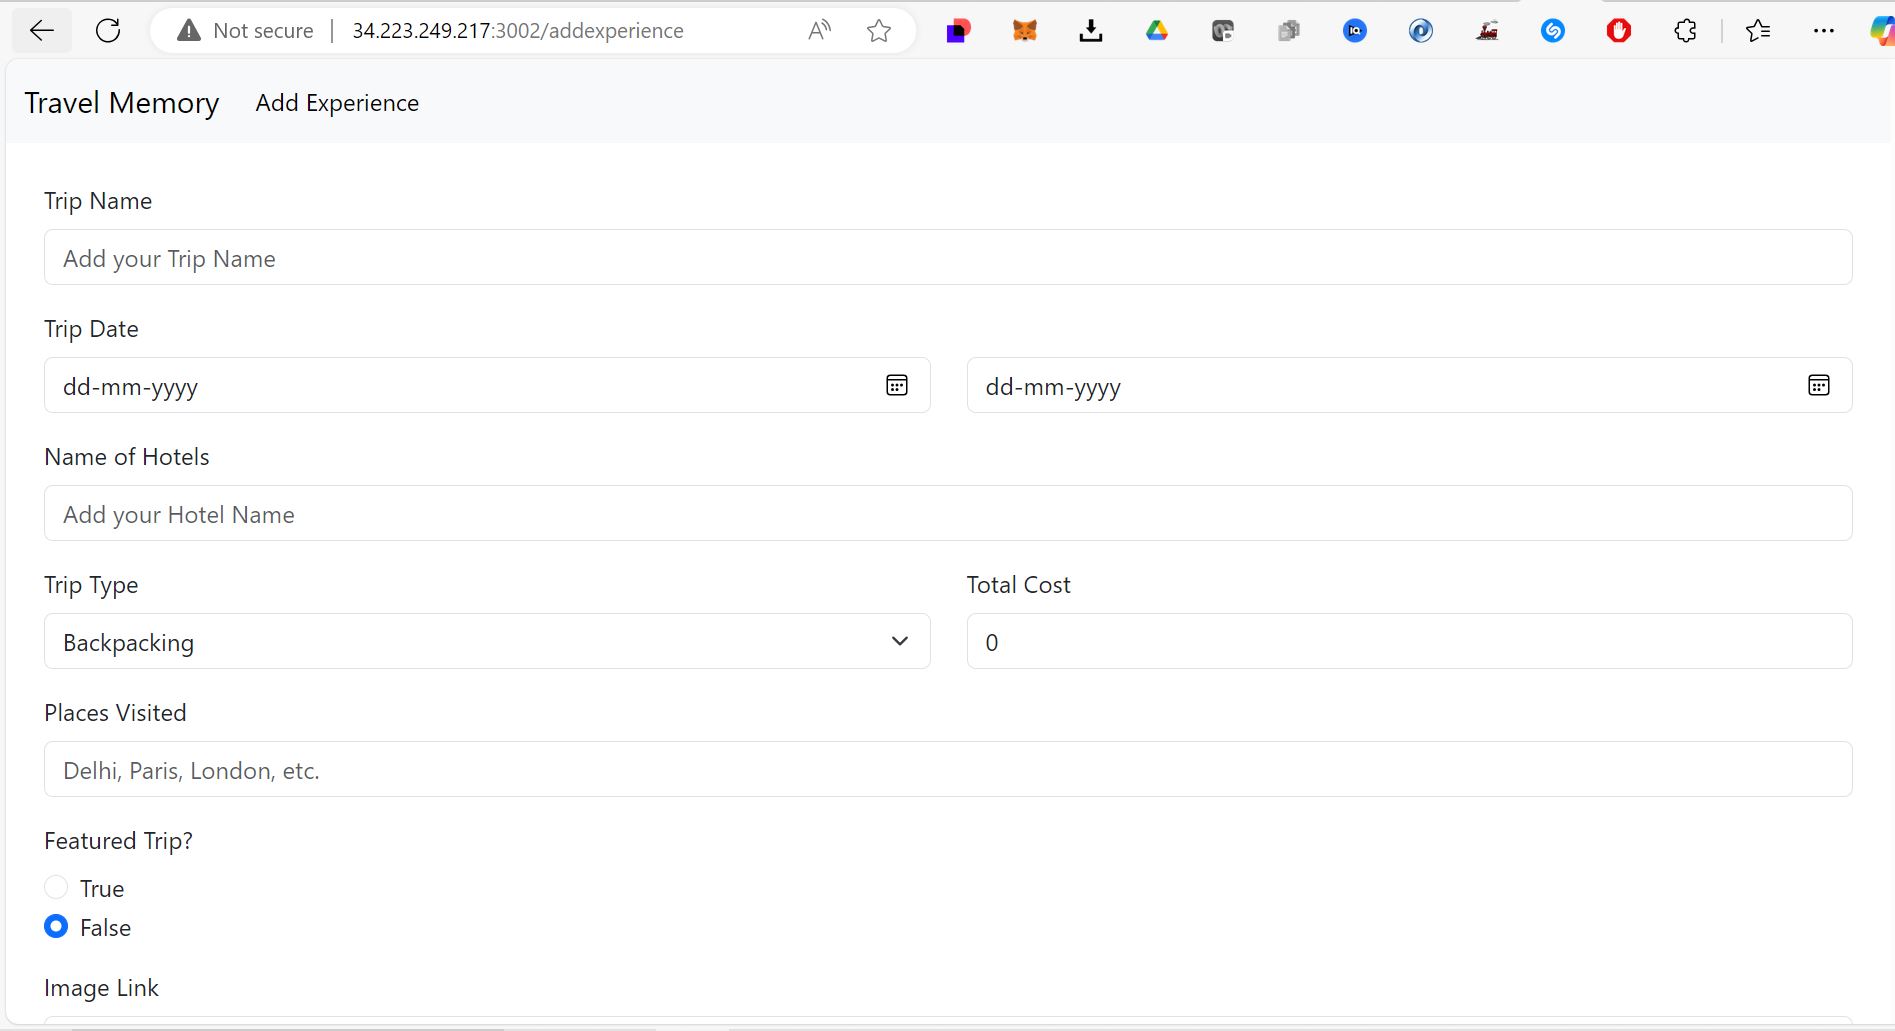 Not secure 34.223.249.217:3002/addexperience
Travel Memory Add Experience
Trip Name
Add your Trip Name
Trip Date
dd-mm-yyyy dd-mm-yyyy
Name of Hotels
Add your Hotel Name
Trip Type Total Cost
Backpacking 0
Places Visited
Delhi, Paris, London, etc.
Featured Trip?
True
False
Image Link